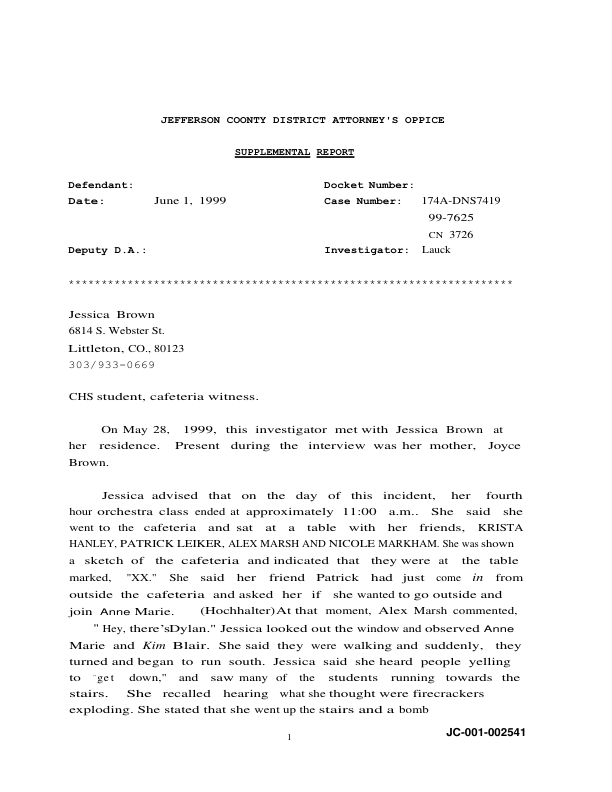 JEFFERSON COONTY DISTRICT ATTORNEY'S OPPICE
SUPPLEMENTAL REPORT
Defendant: Docket Number:
Date: June 1, 1999 Case Number: 174A-DNS7419
99-7625
CN 3726
Deputy D.A.: Investigator: Lauck
********************************************************************
Jessica Brown
6814 S. Webster St.
Littleton, CO., 80123
303/933-0669
CHS student, cafeteria witness.
On May 28, 1999, this investigator met with Jessica Brown at
her residence. Present during the interview was her mother, Joyce
Brown.
Jessica advised that on the day of this incident, her fourth
hour orchestra class ended at approximately 11:00 a.m.. She said she
went to the cafeteria and sat at a table with her friends, KRISTA
HANLEY, PATRICK LEIKER, ALEX MARSH AND NICOLE MARKHAM. She was shown
a sketch of the cafeteria and indicated that they were at the table
marked, "XX." She said her friend Patrick had just come in from
outside the cafeteria and asked her if she wanted to go outside and
join Anne Marie. (Hochhalter)At that moment, Alex Marsh commented,
" Hey, there'sDylan." Jessica looked out the window and observed Anne
Marie and Kim Blair. She said they were walking and suddenly, they
turned and began to run south. Jessica said she heard people yelling
to "get down," and saw many of the students running towards the
stairs. She recalled hearing what she thought were firecrackers
exploding. She stated that she went up the stairs and a bomb
1
JC-001-002541